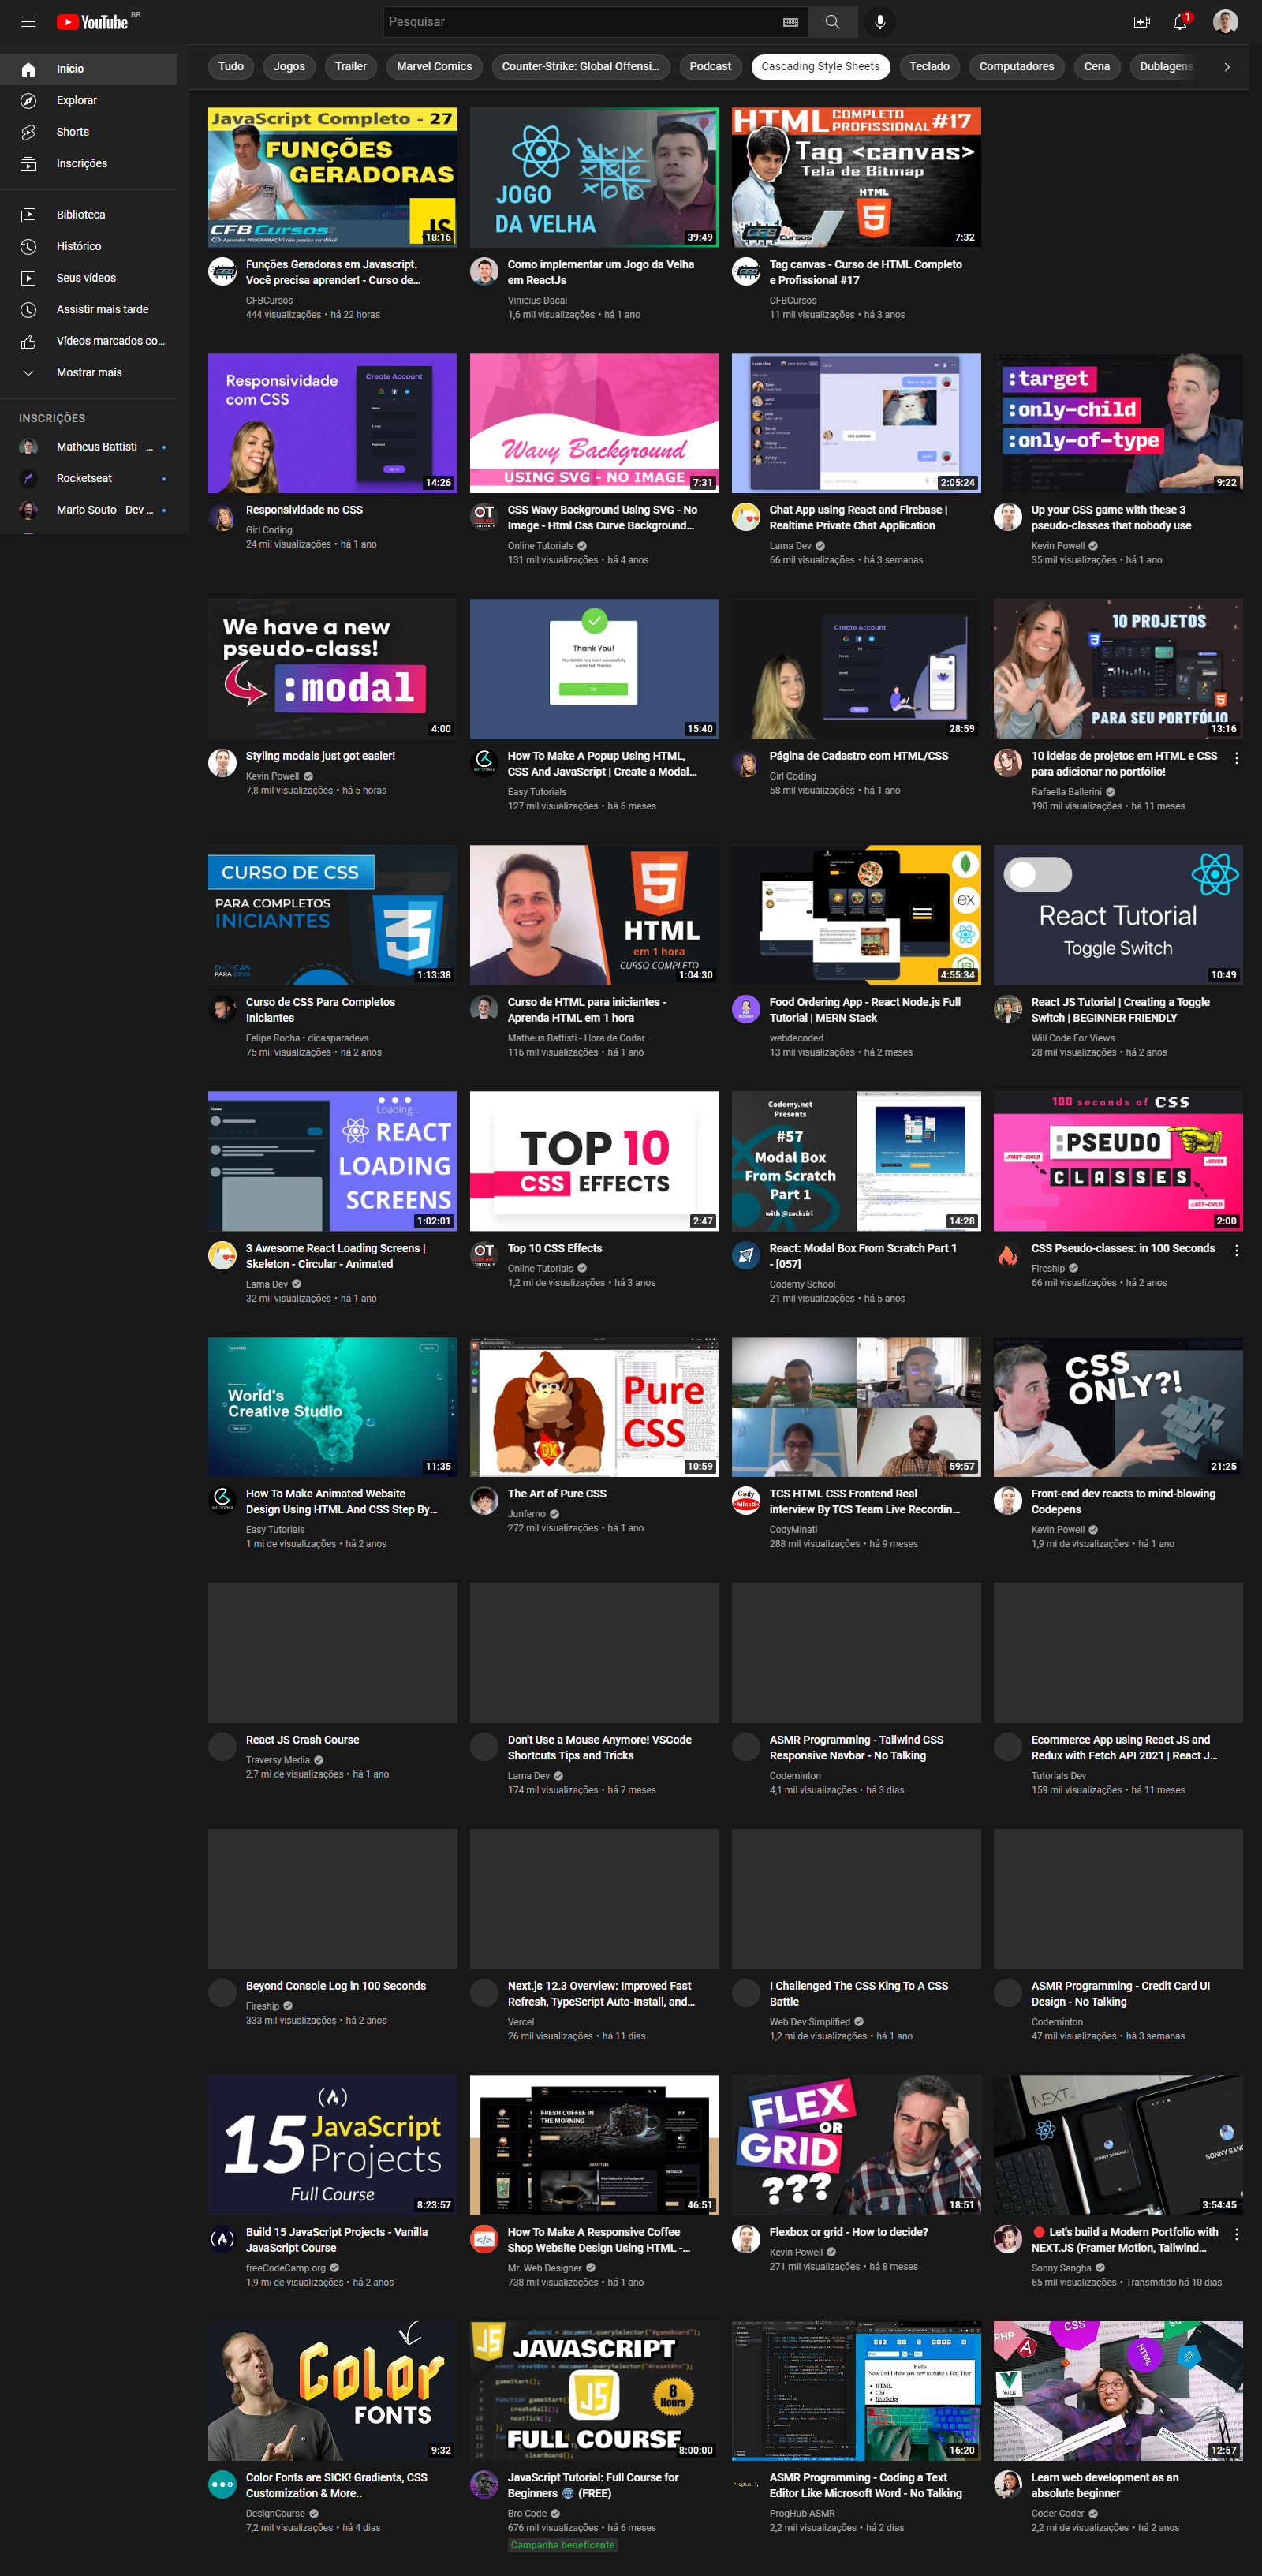 YouTube BR
Pesquisar
1
Início
Explorar
Shorts
Inscrições
Biblioteca
Histórico
Seus vídeos
Assistir mais tarde
Vídeos marcados co...
Mostrar mais
INSCRIÇÕES
Matheus Battisti - ...
Rocketseat
Mario Souto - Dev ...
Tudo
Jogos
Trailer
Marvel Comics
Counter-Strike: Global Offensi...
Podcast
Cascading Style Sheets
Teclado
Computadores
Cena
Dublagens
JavaScript Completo - 27
FUNÇÕES
GERADORAS
CFBCursos
JS
18:16
Funções Geradoras em Javascript.
Você precisa aprender! - Curso de...
CFBCursos
444 visualizações • há 22 horas
JOGO
DA VELHA
39:49
Como implementar um Jogo da Velha
em ReactJs
Vinicius Dacal
1,6 mil visualizações • há 1 ano
HTML COMPLETO
PROFISSIONAL #17
Tag <canvas>
Tela de Bitmap
HTML
7:32
Tag canvas - Curso de HTML Completo
e Profissional #17
CFBCursos
11 mil visualizações • há 3 anos
Responsividade
com CSS
Create Account
14:26
Responsividade no CSS
Girl Coding
24 mil visualizações • há 1 ano
Wavy Background
USING SVG - NO IMAGE
7:31
CSS Wavy Background Using SVG - No
Image - Html Css Curve Background...
Online Tutorials
131 mil visualizações • há 4 anos
2:05:24
Chat App using React and Firebase |
Realtime Private Chat Application
Lama Dev
66 mil visualizações • há 3 semanas
:target
:only-child
:only-of-type
9:22
Up your CSS game with these 3
pseudo-classes that nobody use
Kevin Powell
35 mil visualizações • há 1 ano
We have a new
pseudo-class!
:modal
4:00
Styling modals just got easier!
Kevin Powell
7,8 mil visualizações • há 5 horas
Thank You!
OK
15:40
How To Make A Popup Using HTML,
CSS And JavaScript | Create a Modal...
Easy Tutorials
127 mil visualizações • há 6 meses
Create Account
28:59
Página de Cadastro com HTML/CSS
Girl Coding
58 mil visualizações • há 1 ano
10 PROJETOS
PARA SEU PORTFÓLIO
13:16
10 ideias de projetos em HTML e CSS
para adicionar no portfólio!
Rafaella Ballerini
190 mil visualizações • há 11 meses
CURSO DE CSS
PARA COMPLETOS
INICIANTES
1:13:38
Curso de CSS Para Completos
Iniciantes
Felipe Rocha • dicasparadevs
75 mil visualizações • há 2 anos
HTML
em 1 hora
CURSO COMPLETO
1:04:30
Curso de HTML para iniciantes -
Aprenda HTML em 1 hora
Matheus Battisti - Hora de Codar
116 mil visualizações • há 1 ano
ex
4:55:34
Food Ordering App - React Node.js Full
Tutorial | MERN Stack
webdecoded
13 mil visualizações • há 2 meses
React Tutorial
Toggle Switch
10:49
React JS Tutorial | Creating a Toggle
Switch | BEGINNER FRIENDLY
Will Code For Views
28 mil visualizações • há 2 anos
Loading...
REACT
LOADING
SCREENS
1:02:01
3 Awesome React Loading Screens |
Skeleton - Circular - Animated
Lama Dev
32 mil visualizações • há 1 ano
TOP 10
CSS EFFECTS
2:47
Top 10 CSS Effects
Online Tutorials
1,2 mi de visualizações • há 3 anos
Codemy.net
Presents
#57
Modal Box
From Scratch
Part 1
with @zacksiri
14:28
React: Modal Box From Scratch Part 1
- [057]
Codemy School
21 mil visualizações • há 5 anos
100 seconds of CSS
:PSEUDO
CLASSES
:FIRST-CHILD
:HOVER
:LAST-CHILD
2:00
CSS Pseudo-classes: in 100 Seconds
Fireship
66 mil visualizações • há 2 anos
World's
Creative Studio
11:35
How To Make Animated Website
Design Using HTML And CSS Step By...
Easy Tutorials
1 mi de visualizações • há 2 anos
Pure
CSS
DK
10:59
The Art of Pure CSS
Junferno
272 mil visualizações • há 1 ano
59:57
TCS HTML CSS Frontend Real
interview By TCS Team Live Recordin...
CodyMinati
288 mil visualizações • há 9 meses
CSS
ONLY?!
21:25
Front-end dev reacts to mind-blowing
Codepens
Kevin Powell
1,9 mi de visualizações • há 1 ano
React JS Crash Course
Traversy Media
2,7 mi de visualizações • há 1 ano
Don't Use a Mouse Anymore! VSCode
Shortcuts Tips and Tricks
Lama Dev
174 mil visualizações • há 7 meses
ASMR Programming - Tailwind CSS
Responsive Navbar - No Talking
Codeminton
4,1 mil visualizações • há 3 dias
Ecommerce App using React JS and
Redux with Fetch API 2021 | React J...
Tutorials Dev
159 mil visualizações • há 11 meses
Beyond Console Log in 100 Seconds
Fireship
333 mil visualizações • há 2 anos
Next.js 12.3 Overview: Improved Fast
Refresh, TypeScript Auto-Install, and...
Vercel
26 mil visualizações • há 11 dias
I Challenged The CSS King To A CSS
Battle
Web Dev Simplified
1,2 mi de visualizações • há 1 ano
ASMR Programming - Credit Card UI
Design - No Talking
Codeminton
47 mil visualizações • há 3 semanas
15 JavaScript
Projects
Full Course
8:23:57
Build 15 JavaScript Projects - Vanilla
JavaScript Course
freeCodeCamp.org
1,9 mi de visualizações • há 2 anos
FRESH COFFEE IN
THE MORNING
ABOUT US
46:51
How To Make A Responsive Coffee
Shop Website Design Using HTML -...
Mr. Web Designer
738 mil visualizações • há 1 ano
FLEX
OR
GRID
???
18:51
Flexbox or grid - How to decide?
Kevin Powell
271 mil visualizações • há 8 meses
NEXT.
SONNY SANGHA
3:54:45
Let's build a Modern Portfolio with
NEXT.JS (Framer Motion, Tailwind...
Sonny Sangha
65 mil visualizações • Transmitido há 10 dias
Color
FONTS
9:32
Color Fonts are SICK! Gradients, CSS
Customization & More..
DesignCourse
7,2 mil visualizações • há 4 dias
JS
JAVASCRIPT
JS
8
Hours
FULL COURSE
8:00:00
JavaScript Tutorial: Full Course for
Beginners 🌐 (FREE)
Bro Code
676 mil visualizações • há 6 meses
Campanha beneficente
Hello
HTML
CSS
JavaScript
16:20
ASMR Programming - Coding a Text
Editor Like Microsoft Word - No Talking
ProgHub ASMR
2,2 mil visualizações • há 2 dias
PHP
CSS
HTML
12:57
Learn web development as an
absolute beginner
Coder Coder
2,2 mi de visualizações • há 2 anos